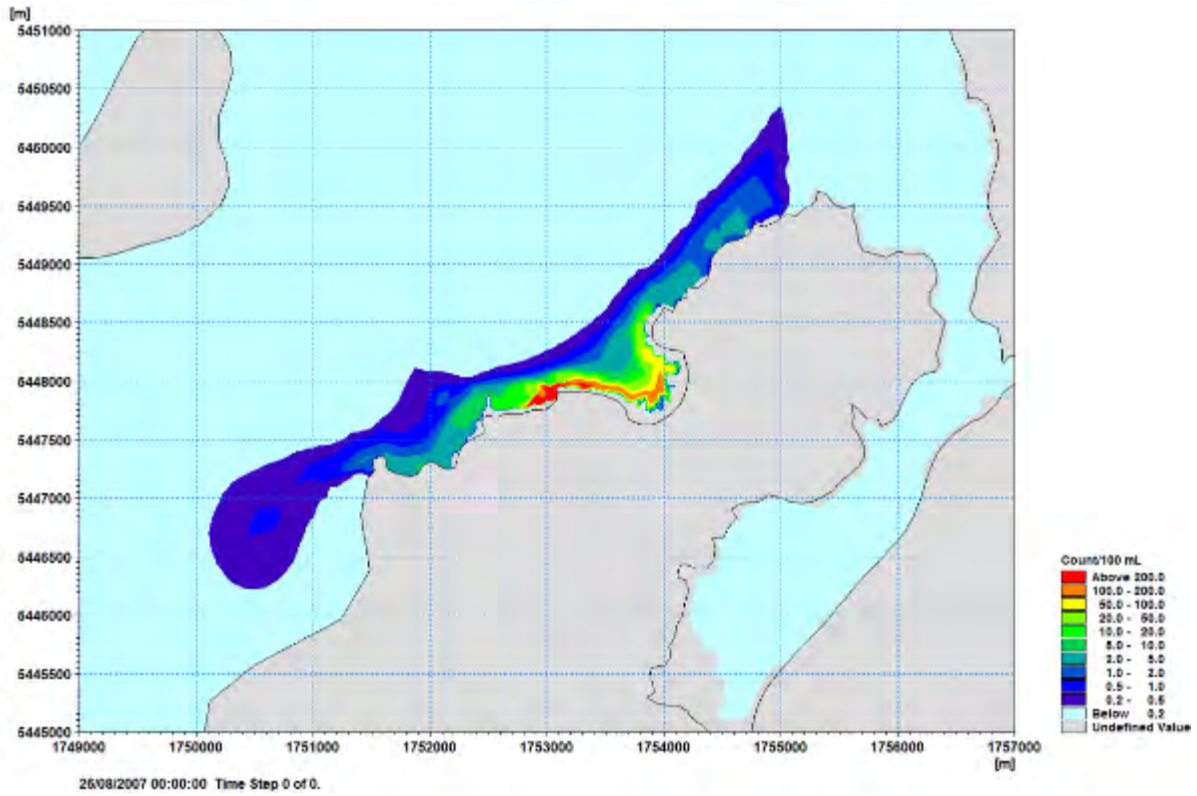 [m]
5451000
5450500
5460000
5449500
5449000
5448500
5448000
5447500
5447000
5446500
5446000
5445500
5445000
1749000 1750000 1751000 1752000 1753000 1754000 1755000 1756000 1757000
[m]
Count/100 mL
Above 200.0
100.0 - 200.0
50.0 - 100.0
20.0 - 50.0
10.0 - 20.0
5.0 - 10.0
2.0 - 5.0
1.0 - 2.0
0.5 - 1.0
0.2 - 0.5
Below 0.2
Undefined Value
26/08/2007 00:00:00 Time Step 0 of 0.